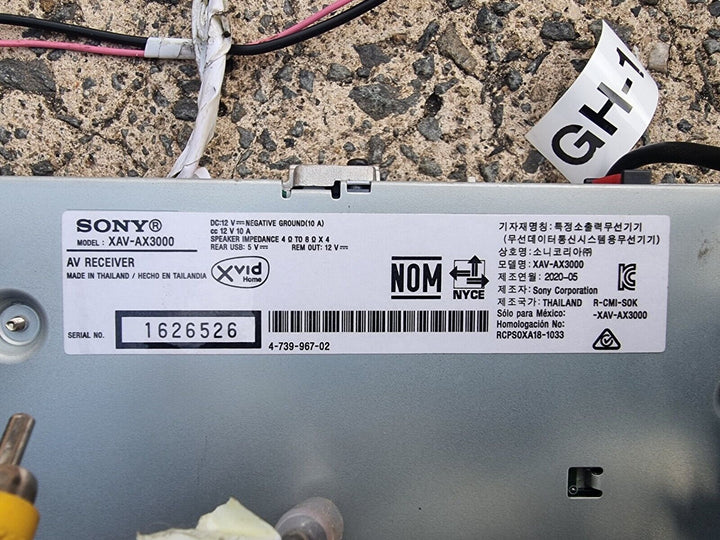 GH-1
SONY®
MODEL: XAV-AX3000
AV RECEIVER
MADE IN THAILAND / HECHO EN TAILANDIA
DC:12 V⎓NEGATIVE GROUND(10 A)
cc 12 V 10 A
SPEAKER IMPEDANCE 4 Ω TO 8 Ω X 4
REAR USB: 5 V⎓ REM OUT: 12 V⎓
Xvid
Home
NOM
NYCE
SERIAL NO.
1626526
4-739-967-02
기자재명칭: 특정소출력무선기기
(무선데이터통신시스템용무선기기)
상호명: 소니코리아㈜
모델명: XAV-AX3000
제조연월: 2020-05
제조자: Sony Corporation
제조국가: THAILAND R-CMI-SOK
-XAV-AX3000
Sólo para México:
Homologación No:
RCPSOXA18-1033